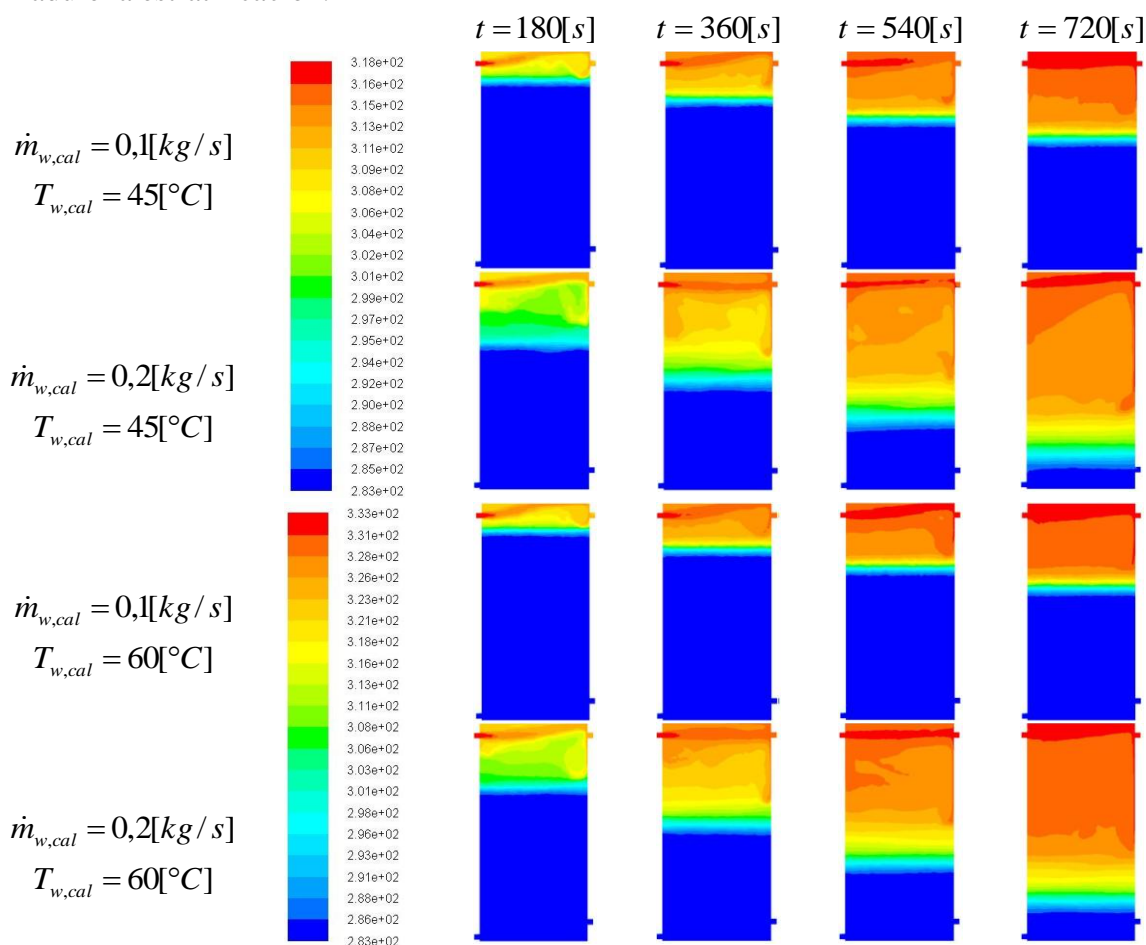 t = 180[s] t = 360[s] t = 540[s] t = 720[s]
ṁw,cal = 0,1[kg/s]
Tw,cal = 45[°C]
ṁw,cal = 0,2[kg/s]
Tw,cal = 45[°C]
3.18e+02
3.16e+02
3.15e+02
3.13e+02
3.11e+02
3.09e+02
3.08e+02
3.06e+02
3.04e+02
3.02e+02
3.01e+02
2.99e+02
2.97e+02
2.95e+02
2.94e+02
2.92e+02
2.90e+02
2.88e+02
2.87e+02
2.85e+02
2.83e+02
ṁw,cal = 0,1[kg/s]
Tw,cal = 60[°C]
ṁw,cal = 0,2[kg/s]
Tw,cal = 60[°C]
3.33e+02
3.31e+02
3.28e+02
3.26e+02
3.23e+02
3.21e+02
3.18e+02
3.16e+02
3.13e+02
3.11e+02
3.08e+02
3.06e+02
3.03e+02
3.01e+02
2.98e+02
2.96e+02
2.93e+02
2.91e+02
2.88e+02
2.86e+02
2.83e+02